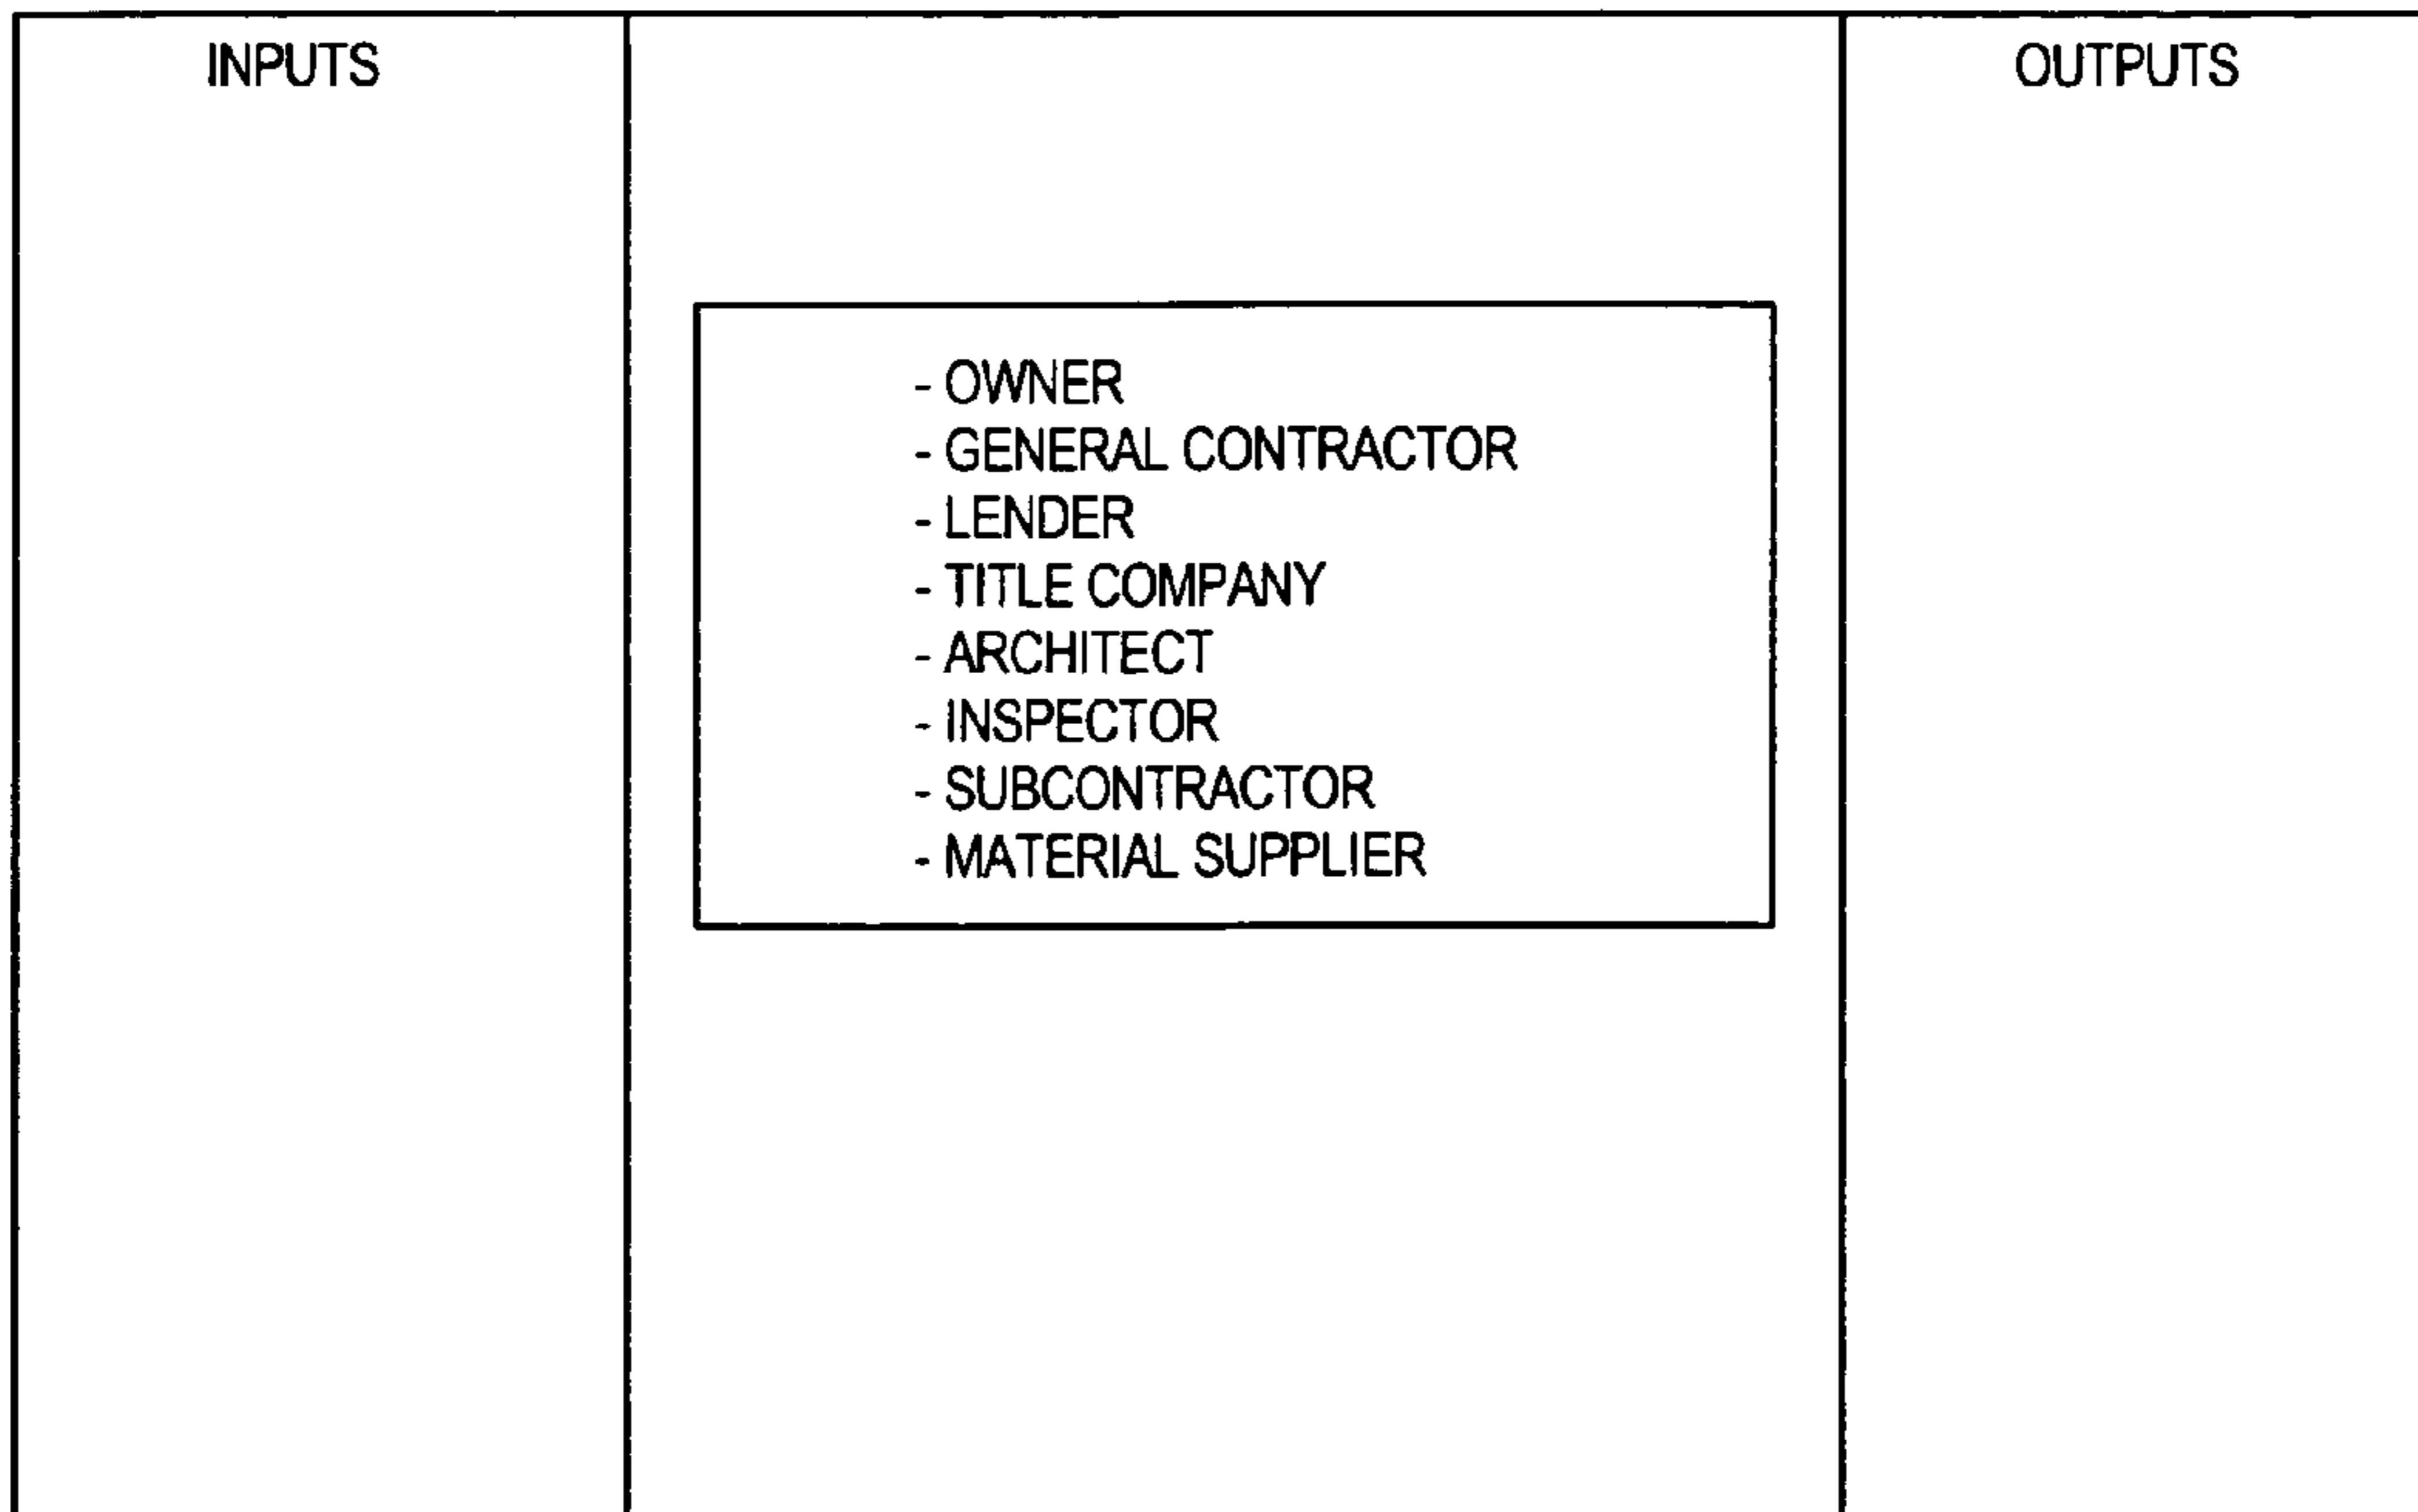 INPUTS
OUTPUTS
- OWNER
- GENERAL CONTRACTOR
- LENDER
- TITLE COMPANY
- ARCHITECT
- INSPECTOR
- SUBCONTRACTOR
- MATERIAL SUPPLIER